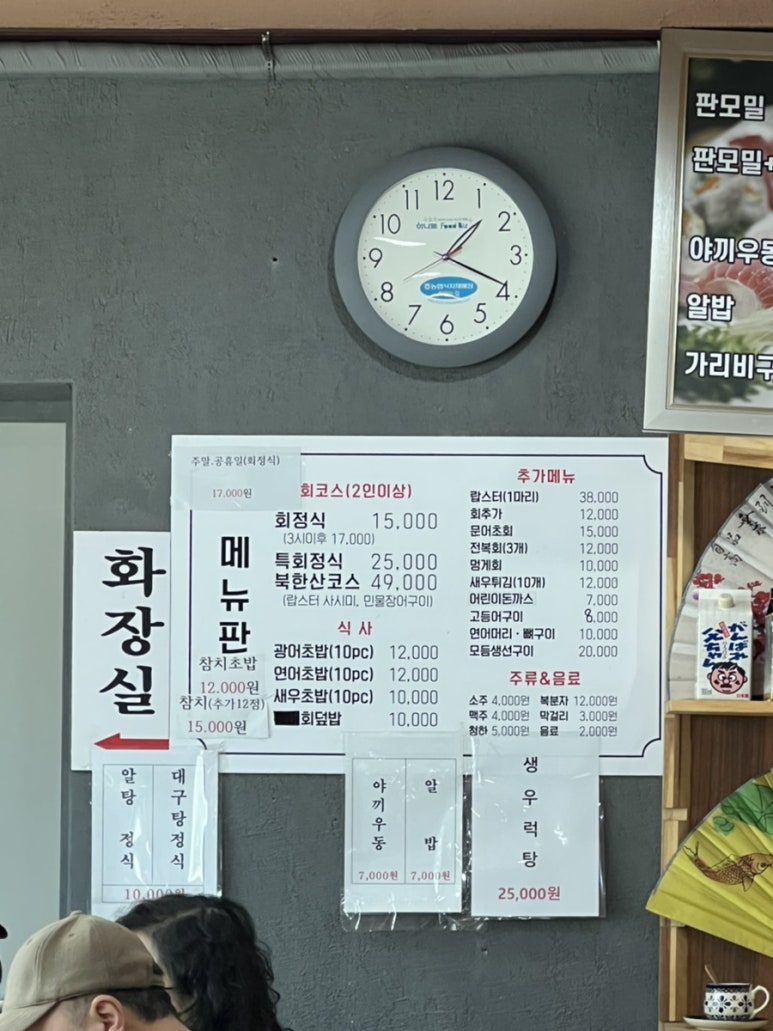 12
1
2
3
4
5
6
7
8
9
10
11
Food
판모밀
판모밀+
야끼우동
알밥
가리비구
주말.공휴일(회정식)
17.000원
메뉴판
참치초밥
12.000원
참치(추가12점)
15.000원
회코스(2인이상)
회정식 15,000
(3시이후 17.000)
특회정식 25,000
북한산코스 49,000
(랍스터 사시미, 민물장어구이)
식사
광어초밥(10pc) 12,000
연어초밥(10pc) 12,000
새우초밥(10pc) 10,000
회덮밥 10,000
추가메뉴
랍스터(1마리) 38,000
회추가 12,000
문어초회 15,000
전복회(3개) 12,000
멍게회 10,000
새우튀김(10개) 12,000
어린이돈까스 7,000
고등어구이 8,000
연어머리·뼈구이 10,000
모듬생선구이 20,000
주류&음료
소주 4,000원 복분자 12,000원
맥주 4,000원 막걸리 3,000원
청하 5,000원 음료 2,000원
화장실
알탕 정식
대구탕정식
10,000원
야끼우동
7,000원
알밥
7,000원
생우럭탕
25,000원
がんばれ
父ちゃん